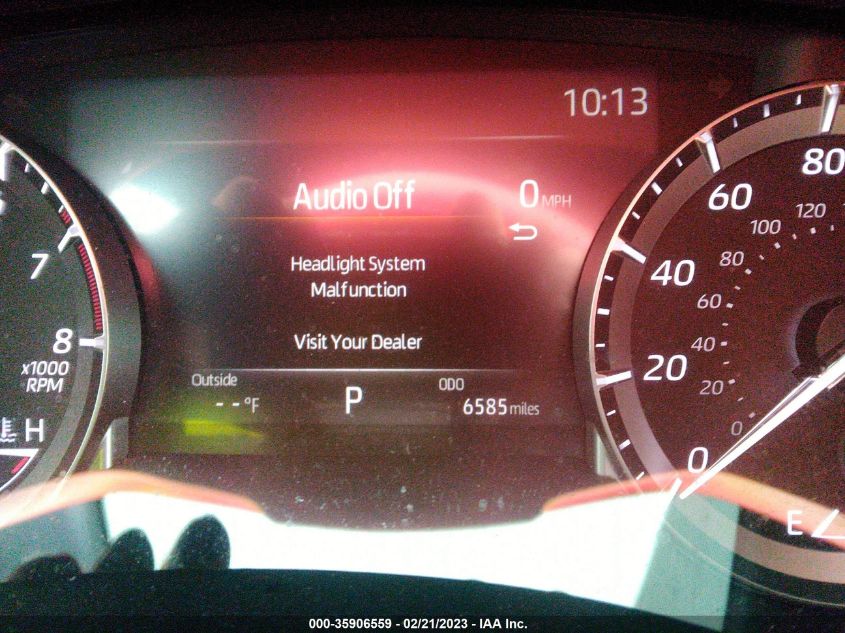 10:13
Audio Off
0 MPH
Headlight System
Malfunction
Visit Your Dealer
Outside
--°F
P
ODO
6585 miles
7
8
x1000
RPM
H
0
20
40
60
80
0
20
40
60
80
100
120
E
000-35906559 - 02/21/2023 - IAA Inc.